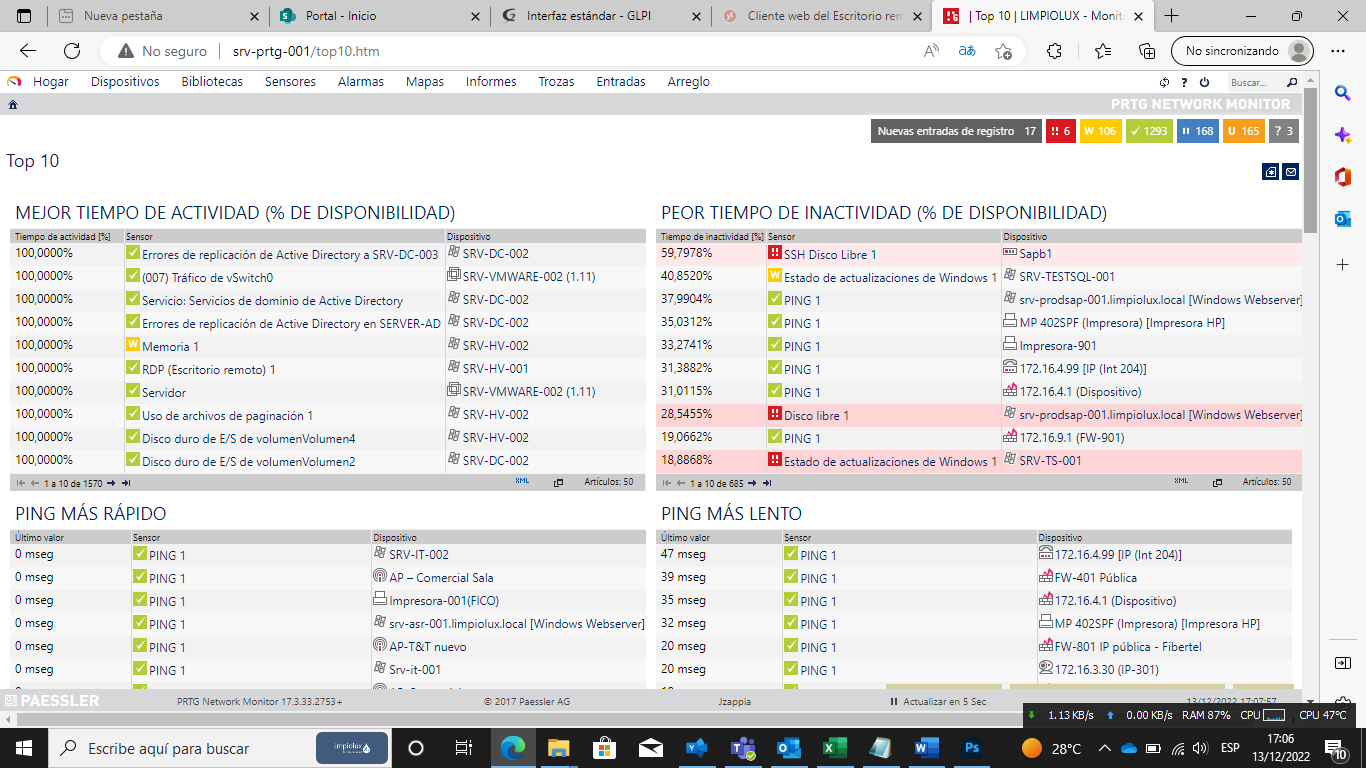 Nueva pestaña
Portal - Inicio
Interfaz estándar - GLPI
Cliente web del Escritorio rem
| Top 10 | LIMPIOLUX - Monito
No seguro
srv-prtg-001/top10.htm
No sincronizando
Hogar Dispositivos Bibliotecas Sensores Alarmas Mapas Informes Trozas Entradas Arreglo
Buscar...
PRTG NETWORK MONITOR
Nuevas entradas de registro 17 6 W 106 1293 168 U 165 ? 3
Top 10
MEJOR TIEMPO DE ACTIVIDAD (% DE DISPONIBILIDAD)
Tiempo de actividad [%] Sensor Dispositivo
100,0000% Errores de replicación de Active Directory a SRV-DC-003 SRV-DC-002
100,0000% (007) Tráfico de vSwitch0 SRV-VMWARE-002 (1.11)
100,0000% Servicio: Servicios de dominio de Active Directory SRV-DC-002
100,0000% Errores de replicación de Active Directory en SERVER-AD SRV-DC-002
100,0000% W Memoria 1 SRV-HV-002
100,0000% RDP (Escritorio remoto) 1 SRV-HV-001
100,0000% Servidor SRV-VMWARE-002 (1.11)
100,0000% Uso de archivos de paginación 1 SRV-HV-002
100,0000% Disco duro de E/S de volumenVolumen4 SRV-HV-002
100,0000% Disco duro de E/S de volumenVolumen2 SRV-DC-002
1 a 10 de 1570 XML Artículos: 50
PEOR TIEMPO DE INACTIVIDAD (% DE DISPONIBILIDAD)
Tiempo de inactividad [%] Sensor Dispositivo
59,7978% SSH Disco Libre 1 Sapb1
40,8520% W Estado de actualizaciones de Windows 1 SRV-TESTSQL-001
37,9904% PING 1 srv-prodsap-001.limpiolux.local [Windows Webserver]
35,0312% PING 1 MP 402SPF (Impresora) [Impresora HP]
33,2741% PING 1 Impresora-901
31,3882% PING 1 172.16.4.99 [IP (Int 204)]
31,0115% PING 1 172.16.4.1 (Dispositivo)
28,5455% Disco libre 1 srv-prodsap-001.limpiolux.local [Windows Webserver]
19,0662% PING 1 172.16.9.1 (FW-901)
18,8868% Estado de actualizaciones de Windows 1 SRV-TS-001
1 a 10 de 685 XML Artículos: 50
PING MÁS RÁPIDO
Último valor Sensor Dispositivo
0 mseg PING 1 SRV-IT-002
0 mseg PING 1 AP – Comercial Sala
0 mseg PING 1 Impresora-001(FICO)
0 mseg PING 1 srv-asr-001.limpiolux.local [Windows Webserver]
0 mseg PING 1 AP-T&T nuevo
0 mseg PING 1 Srv-it-001
PING MÁS LENTO
Último valor Sensor Dispositivo
47 mseg PING 1 172.16.4.99 [IP (Int 204)]
39 mseg PING 1 FW-401 Pública
35 mseg PING 1 172.16.4.1 (Dispositivo)
32 mseg PING 1 MP 402SPF (Impresora) [Impresora HP]
20 mseg PING 1 FW-801 IP pública - Fibertel
20 mseg PING 1 172.16.3.30 (IP-301)
PAESSLER PRTG Network Monitor 17.3.33.2753+ © 2017 Paessler AG Jzappia Actualizar en 5 Sec 13/12/2022 17:07:57
1.13 KB/s 0.00 KB/s RAM 87% CPU CPU 47°C
Escribe aquí para buscar
limpiolux
28°C
ESP
17:06
13/12/2022
10